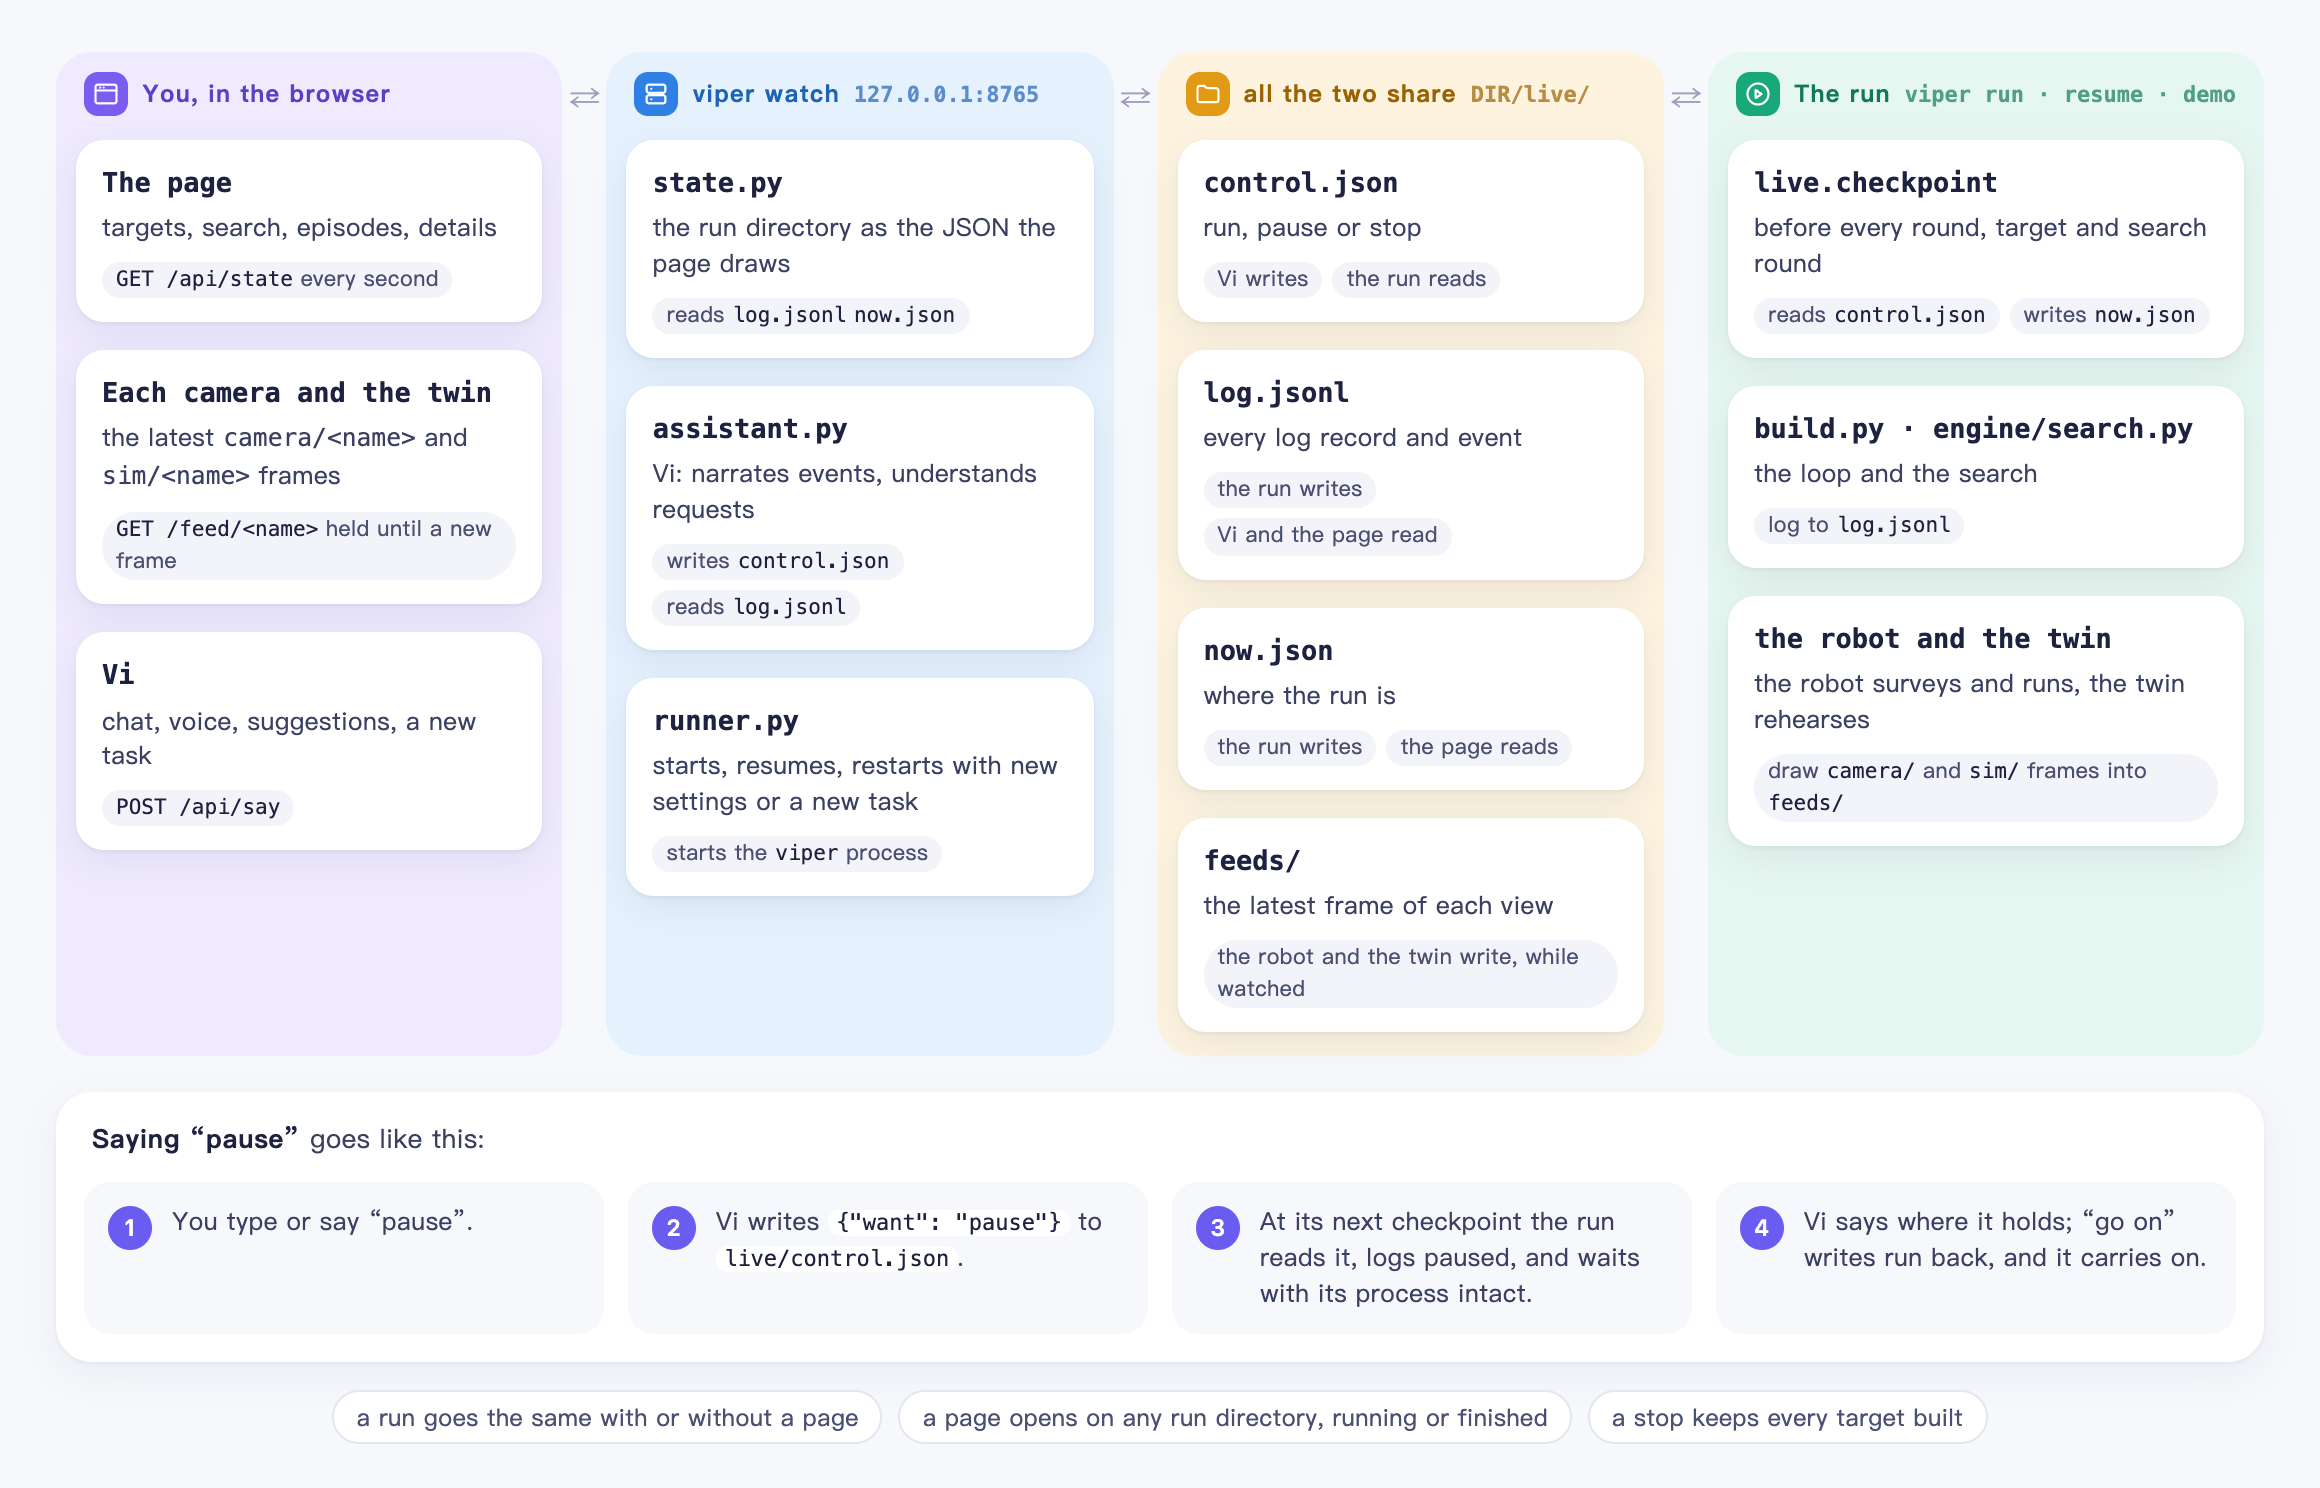 You, in the browser
The page
targets, search, episodes, details
GET /api/state every second
Each camera and the twin
the latest camera/<name> and
sim/<name> frames
GET /feed/<name> held until a new
frame
Vi
chat, voice, suggestions, a new
task
POST /api/say
viper watch 127.0.0.1:8765
state.py
the run directory as the JSON the
page draws
reads log.jsonl now.json
assistant.py
Vi: narrates events, understands
requests
writes control.json
reads log.jsonl
runner.py
starts, resumes, restarts with new
settings or a new task
starts the viper process
all the two share DIR/live/
control.json
run, pause or stop
Vi writes the run reads
log.jsonl
every log record and event
the run writes
Vi and the page read
now.json
where the run is
the run writes the page reads
feeds/
the latest frame of each view
the robot and the twin write, while
watched
The run viper run · resume · demo
live.checkpoint
before every round, target and search
round
reads control.json writes now.json
build.py · engine/search.py
the loop and the search
log to log.jsonl
the robot and the twin
the robot surveys and runs, the twin
rehearses
draw camera/ and sim/ frames into
feeds/
Saying “pause” goes like this:
1 You type or say “pause”.
2 Vi writes {"want": "pause"} to
live/control.json.
3 At its next checkpoint the run
reads it, logs paused, and waits
with its process intact.
4 Vi says where it holds; “go on”
writes run back, and it carries on.
a run goes the same with or without a page
a page opens on any run directory, running or finished
a stop keeps every target built